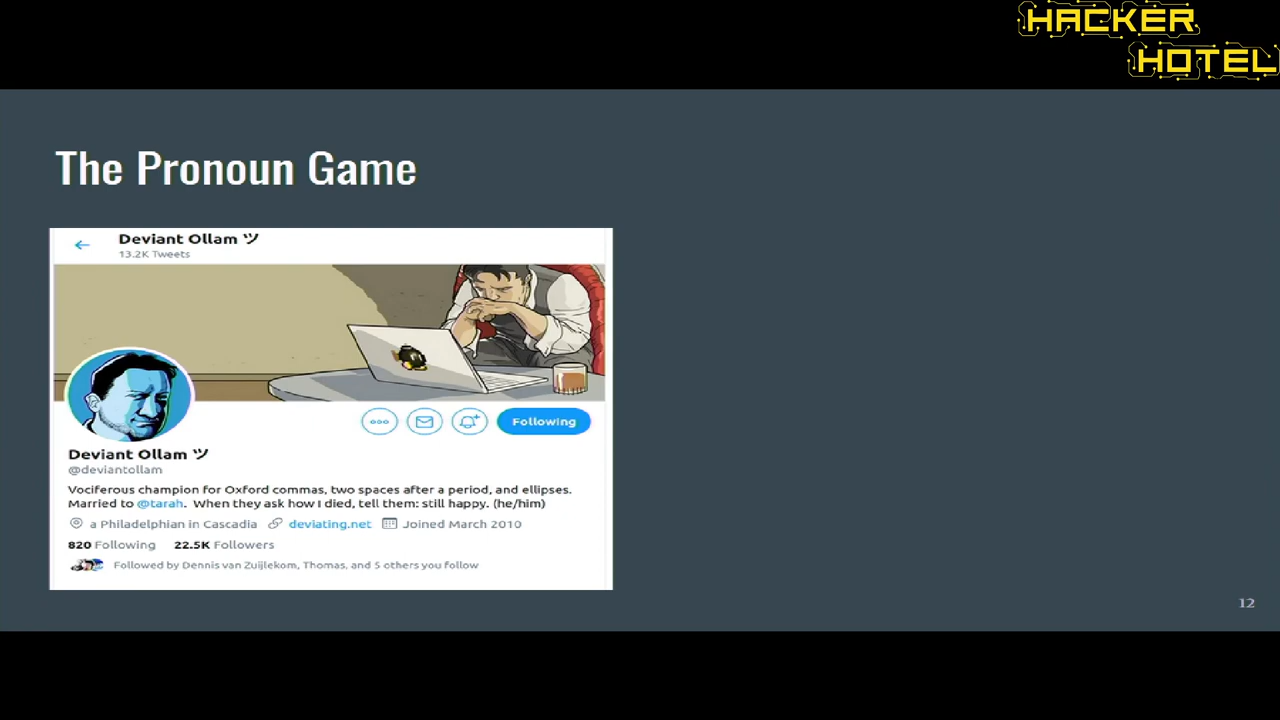 HACKER
HOTEL
The Pronoun Game
Deviant Ollam ツ
13.2K Tweets
Following
Deviant Ollam ツ
@deviantollam
Vociferous champion for Oxford commas, two spaces after a period, and ellipses.
Married to @tarah.  When they ask how I died, tell them: still happy. (he/him)
a Philadelphian in Cascadia deviating.net Joined March 2010
820 Following 22.5K Followers
Followed by Dennis van Zuijlekom, Thomas, and 5 others you follow
12